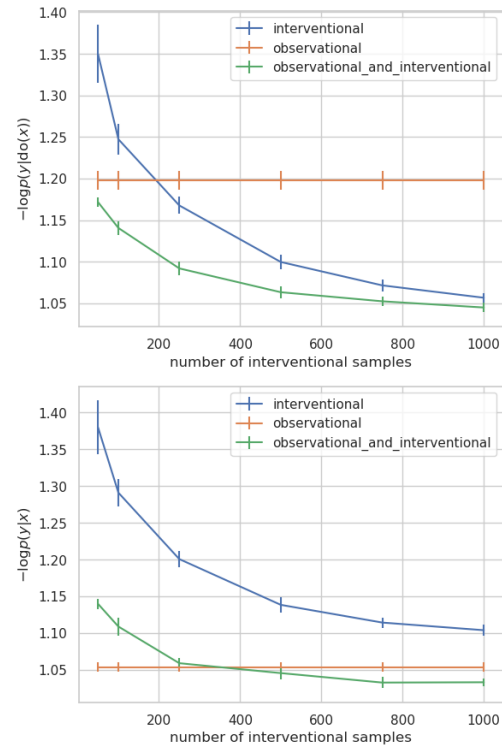 1.40
1.35
1.30
1.25
1.20
1.15
1.10
1.05
−log p(y|do(x))
interventional
observational
observational_and_interventional
200 400 600 800 1000
number of interventional samples
1.40
1.35
1.30
1.25
1.20
1.15
1.10
1.05
−log p(y|x)
interventional
observational
observational_and_interventional
200 400 600 800 1000
number of interventional samples